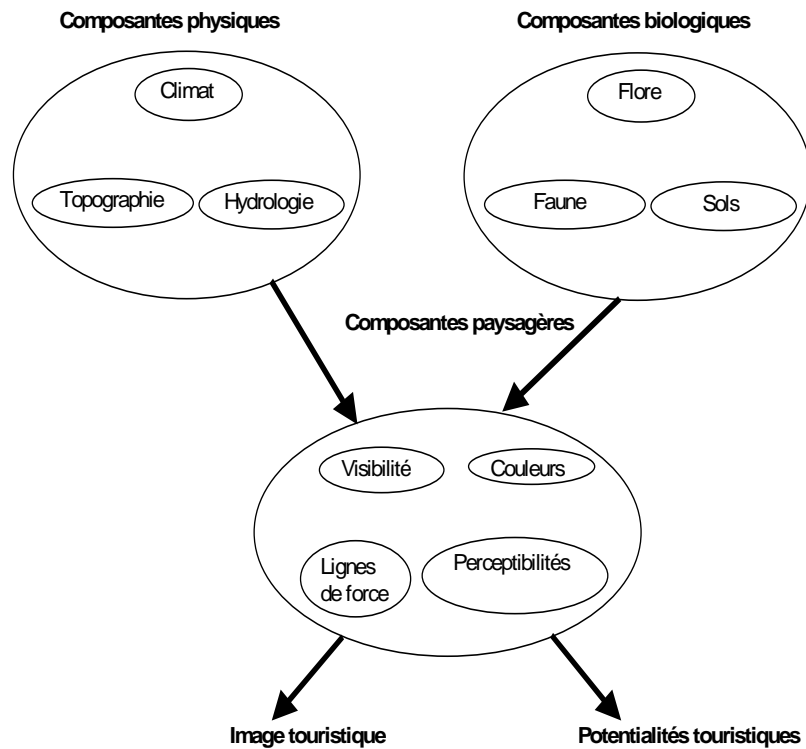 Composantes physiques
Composantes biologiques
Climat
Flore
Topographie
Hydrologie
Faune
Sols
Composantes paysagères
Visibilité
Couleurs
Lignes
de force
Perceptibilités
Image touristique
Potentialités touristiques